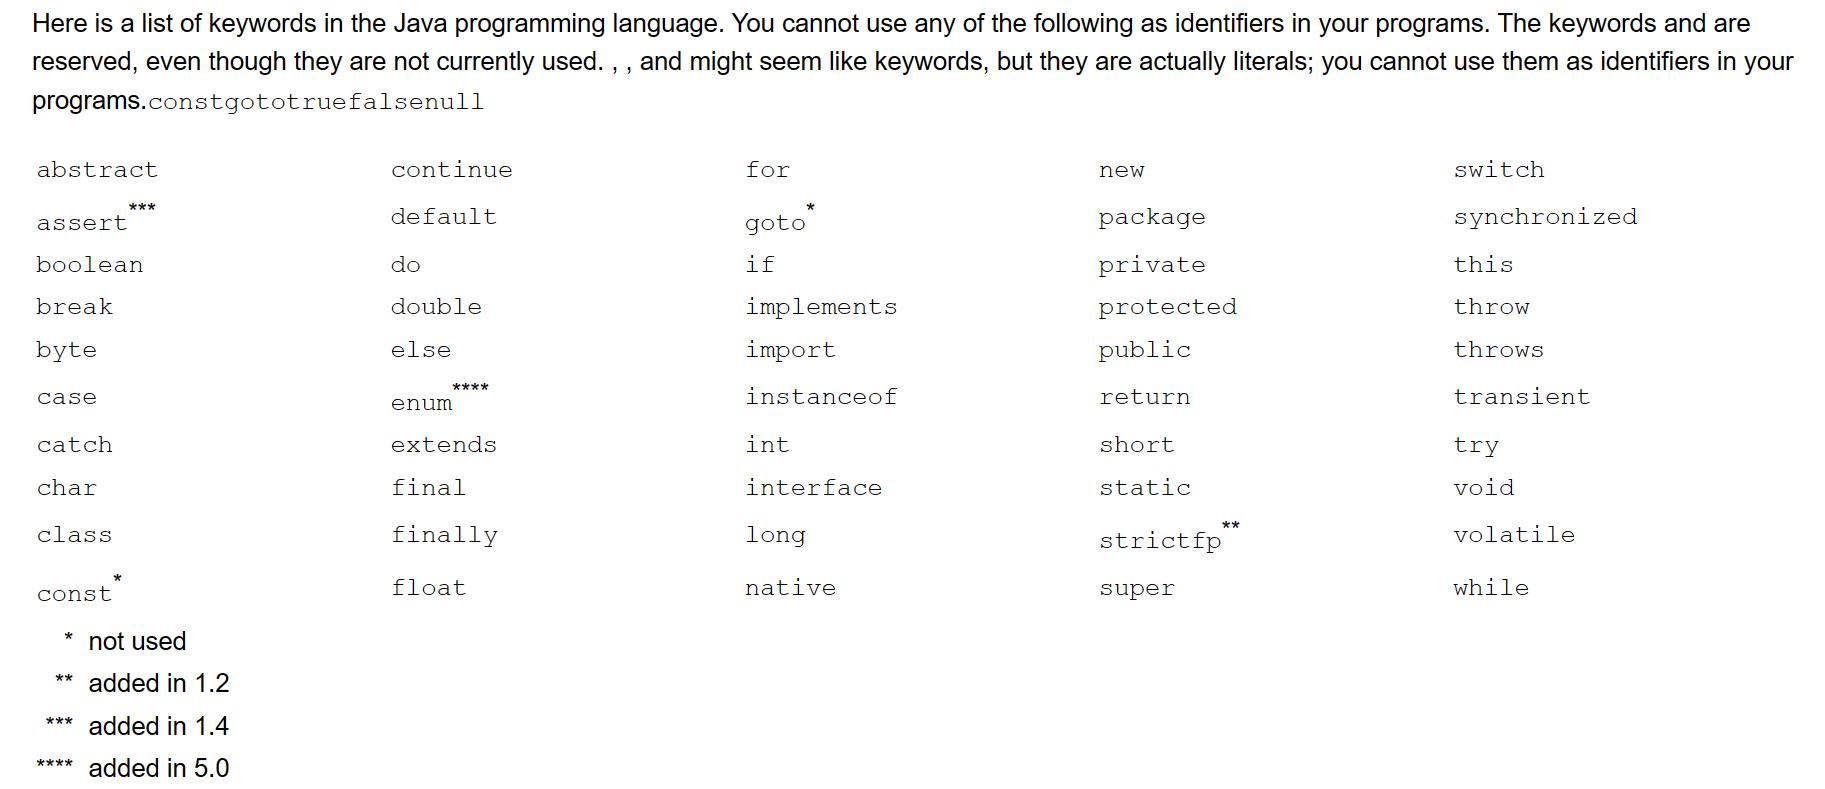 Here is a list of keywords in the Java programming language. You cannot use any of the following as identifiers in your programs. The keywords and are
reserved, even though they are not currently used. , , and might seem like keywords, but they are actually literals; you cannot use them as identifiers in your
programs.constgototruefalsenull
abstract continue for new switch
assert*** default goto* package synchronized
boolean do if private this
break double implements protected throw
byte else import public throws
case enum**** instanceof return transient
catch extends int short try
char final interface static void
class finally long strictfp** volatile
const* float native super while
* not used
** added in 1.2
*** added in 1.4
**** added in 5.0